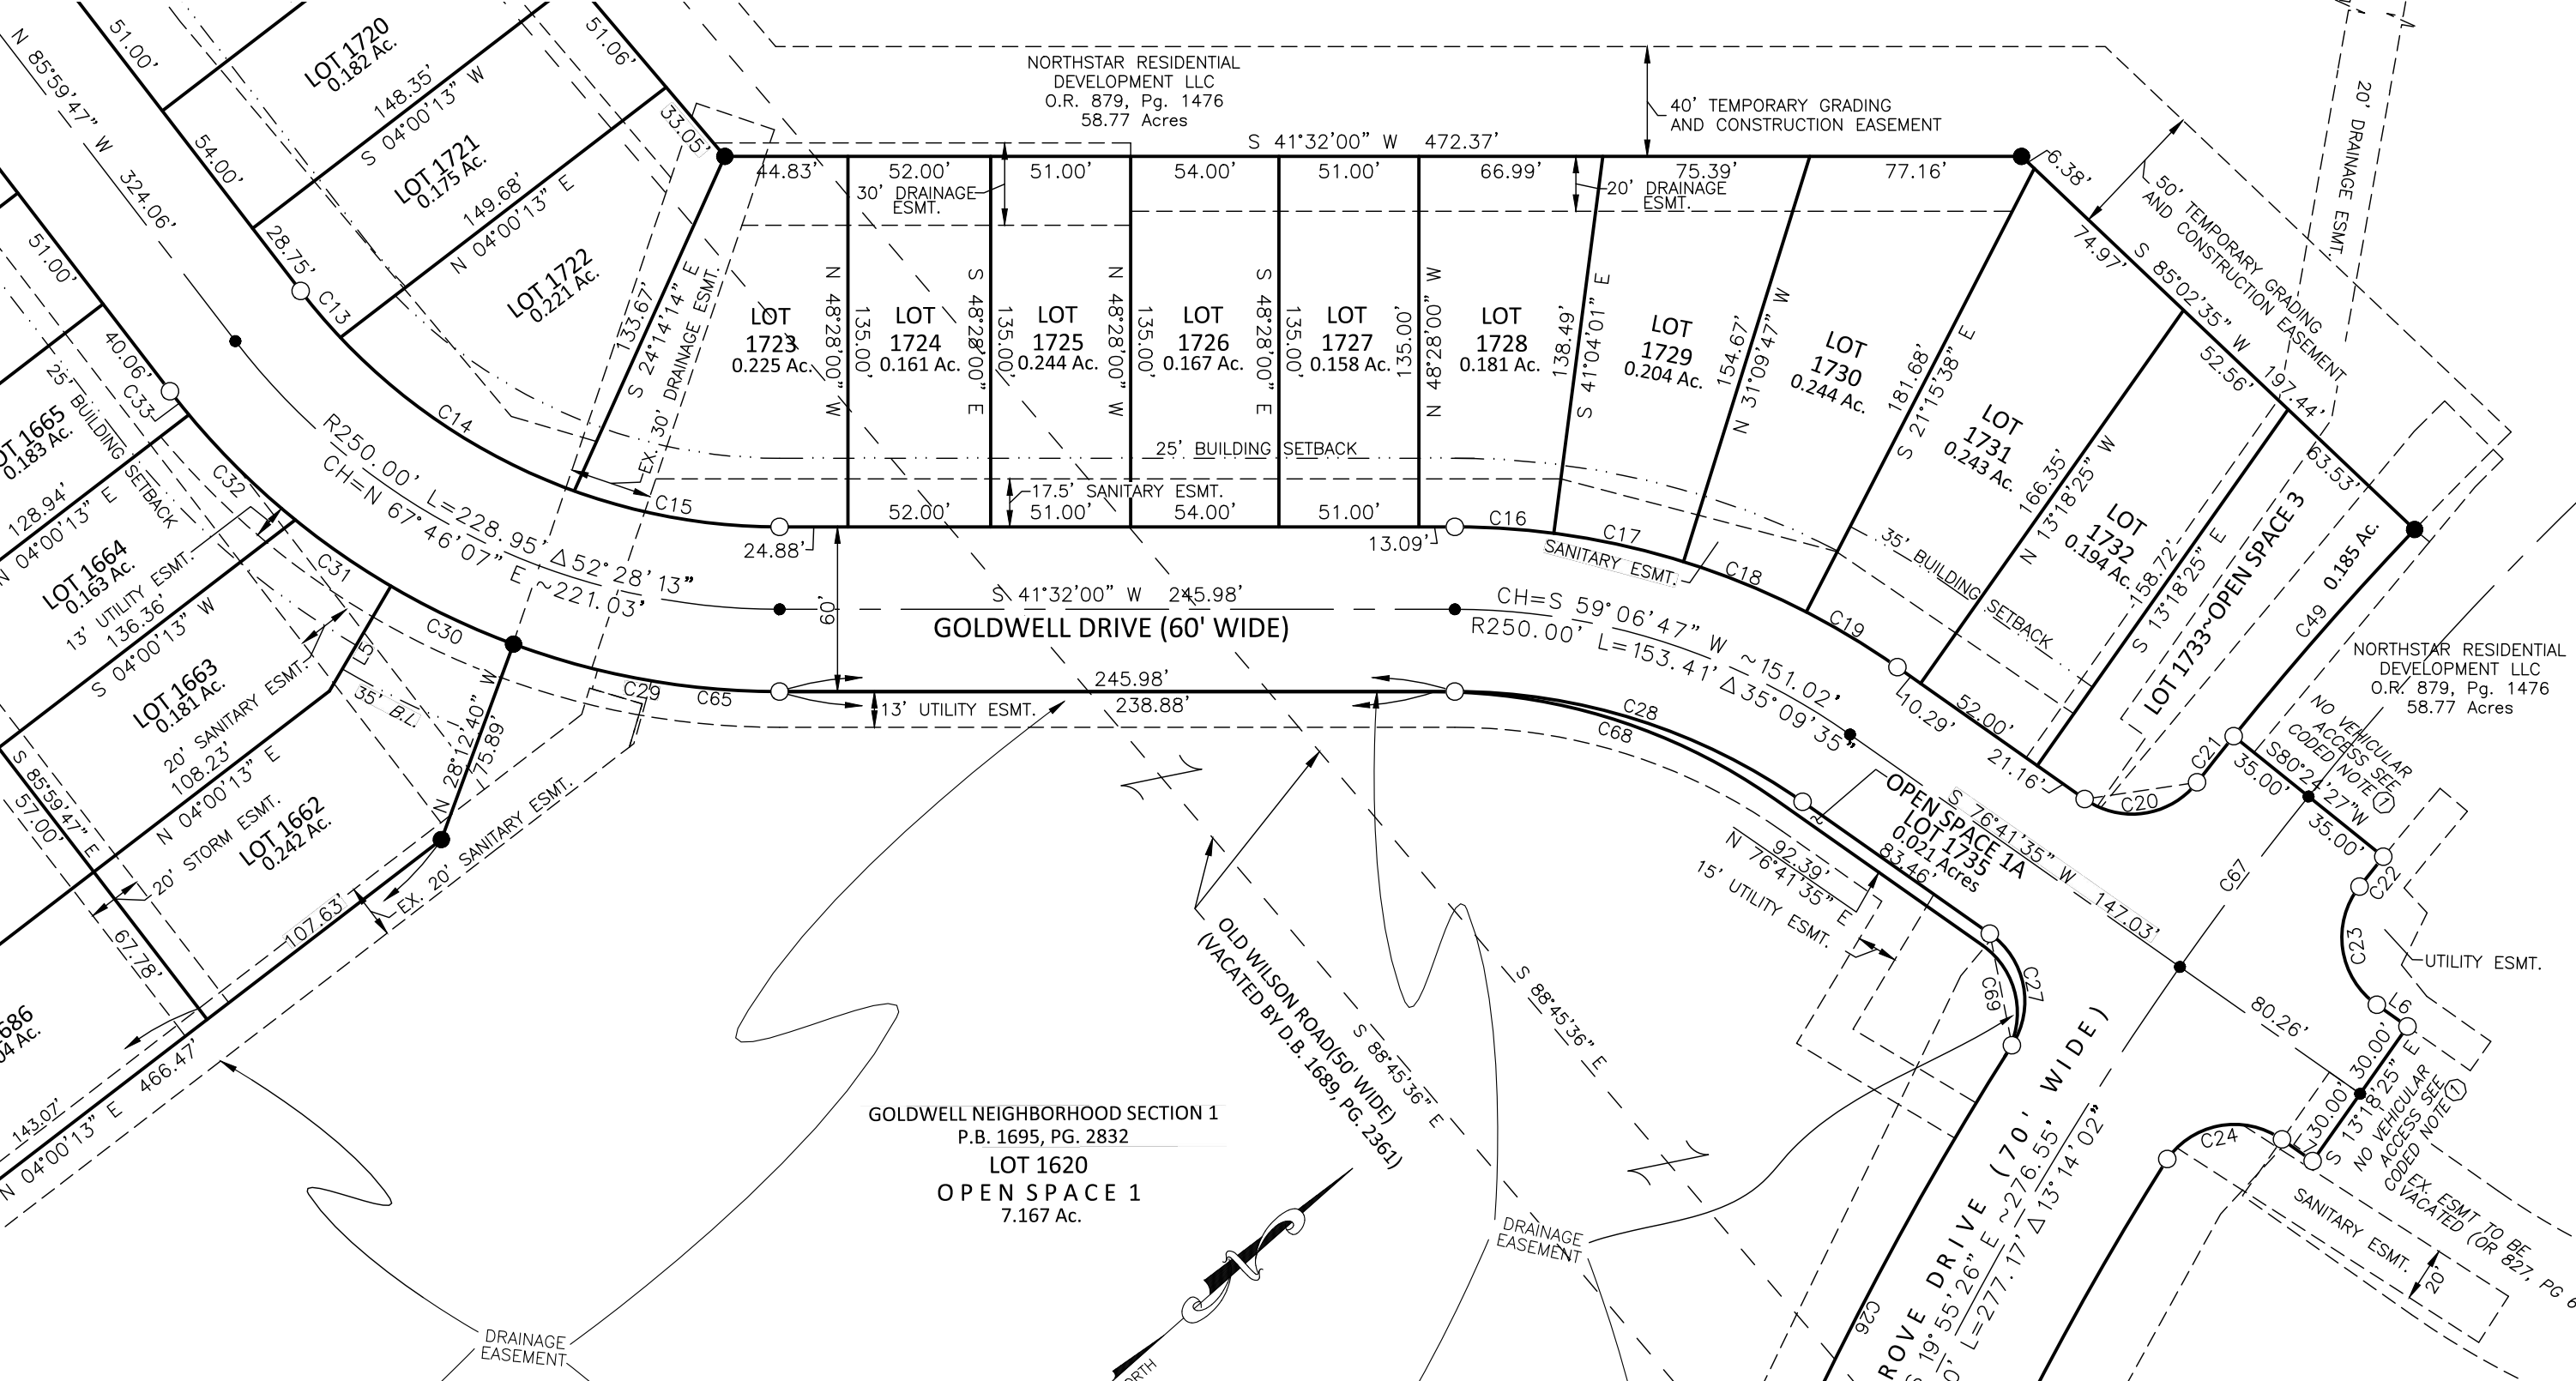 NORTHSTAR RESIDENTIAL
DEVELOPMENT LLC
O.R. 879, Pg. 1476
58.77 Acres
40' TEMPORARY GRADING
AND CONSTRUCTION EASEMENT
S 41°32'00" W 472.37'
20' DRAINAGE ESMT.
50' TEMPORARY GRADING
AND CONSTRUCTION EASEMENT
N 85°59'47" W 324.06'
51.00'
54.00'
28.75'
C13
LOT 1720
0.182 Ac.
148.35'
S 04°00'13" W
LOT 1721
0.175 Ac.
149.68'
N 04°00'13" E
LOT 1722
0.221 Ac.
51.06'
33.05'
133.67'
S 24°14'14" E
EX. 30' DRAINAGE ESMT.
C14
C15
44.83'
52.00'
51.00'
54.00'
51.00'
66.99'
75.39'
77.16'
6.38'
30' DRAINAGE
ESMT.
20' DRAINAGE
ESMT.
LOT
1723
0.225 Ac.
N 48°28'00" W
135.00'
LOT
1724
0.161 Ac.
S 48°28'00" E
135.00'
LOT
1725
0.244 Ac.
N 48°28'00" W
135.00'
LOT
1726
0.167 Ac.
S 48°28'00" E
135.00'
LOT
1727
0.158 Ac.
135.00'
N 48°28'00" W
LOT
1728
0.181 Ac.
138.49'
S 41°04'01" E
LOT
1729
0.204 Ac.
154.67'
N 31°09'47" W
LOT
1730
0.244 Ac.
181.68'
S 21°15'38" E
LOT
1731
0.243 Ac.
166.35'
N 13°18'25" W
LOT
1732
0.194 Ac.
158.72'
S 13°18'25" E
LOT 1733~OPEN SPACE 3
0.185 Ac.
74.97'
S 85°02'35" W 197.44'
52.56'
63.53'
C49
25' BUILDING SETBACK
17.5' SANITARY ESMT.
24.88'
52.00'
51.00'
54.00'
51.00'
13.09'
C16
C17
C18
C19
SANITARY ESMT.
35' BUILDING SETBACK
10.29'
52.00'
21.16'
C20
C21
51.00'
40.06'
C33
C32
C31
C30
C29
C65
25' BUILDING SETBACK
OT 1665
0.183 Ac.
128.94'
N 04°00'13" E
LOT 1664
0.163 Ac.
13' UTILITY ESMT.
136.36'
S 04°00'13" W
LOT 1663
0.181 Ac.
20' SANITARY ESMT.
108.23'
N 04°00'13" E
20' STORM ESMT.
LOT 1662
0.242 Ac.
L5
35' B.L.
N 28°12'40" W
75.89'
EX. 20' SANITARY ESMT.
S 85°59'47" E
57.00'
67.78'
107.63'
686
04 Ac.
143.07'
N 04°00'13" E 466.47'
R250.00' L=228.95' Δ52°28'13"
CH=N 67°46'07" E ~221.03'
60'
S 41°32'00" W 245.98'
GOLDWELL DRIVE (60' WIDE)
245.98'
238.88'
13' UTILITY ESMT.
CH=S 59°06'47" W ~151.02'
R250.00' L=153.41' Δ35°09'35"
C28
C68
OPEN SPACE 1A
LOT 1735
0.021 Acres
83.46'
92.39'
N 76°41'35" E
15' UTILITY ESMT.
S 76°41'35" W 147.03'
C27
C69
C67
80.26'
NORTHSTAR RESIDENTIAL
DEVELOPMENT LLC
O.R. 879, Pg. 1476
58.77 Acres
NO VEHICULAR
ACCESS SEE
CODED NOTE 1
S80°24'27"W
35.00'
35.00'
C22
C23
UTILITY ESMT.
L6
30.00'
30.00'
S 13°18'25" E
NO VEHICULAR
ACCESS SEE
CODED NOTE 1
L7
C24
EX. ESMT TO BE
VACATED (OR 827, PG 6
SANITARY ESMT.
20'
OLD WILSON ROAD(50' WIDE)
(VACATED BY D.B. 1689, PG. 2361)
S 88°45'36" E
S 88°45'36" E
GOLDWELL NEIGHBORHOOD SECTION 1
P.B. 1695, PG. 2832
LOT 1620
OPEN SPACE 1
7.167 Ac.
DRAINAGE
EASEMENT
DRAINAGE
EASEMENT
ORTH
C26
ROVE DRIVE (70' WIDE)
S 19°55'26" E ~276.55'
0' L=277.17' Δ13°14'02"